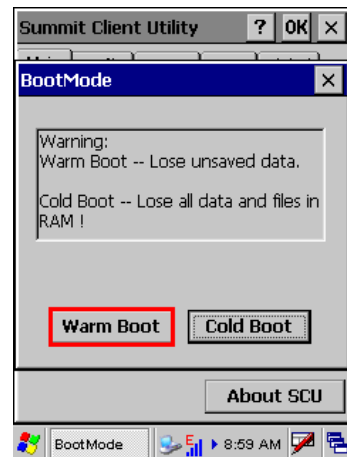 Summit Client Utility ? OK ×
BootMode ×
Warning:
Warm Boot -- Lose unsaved data.
Cold Boot -- Lose all data and files in
RAM !
Warm Boot Cold Boot
About SCU
BootMode 8:59 AM